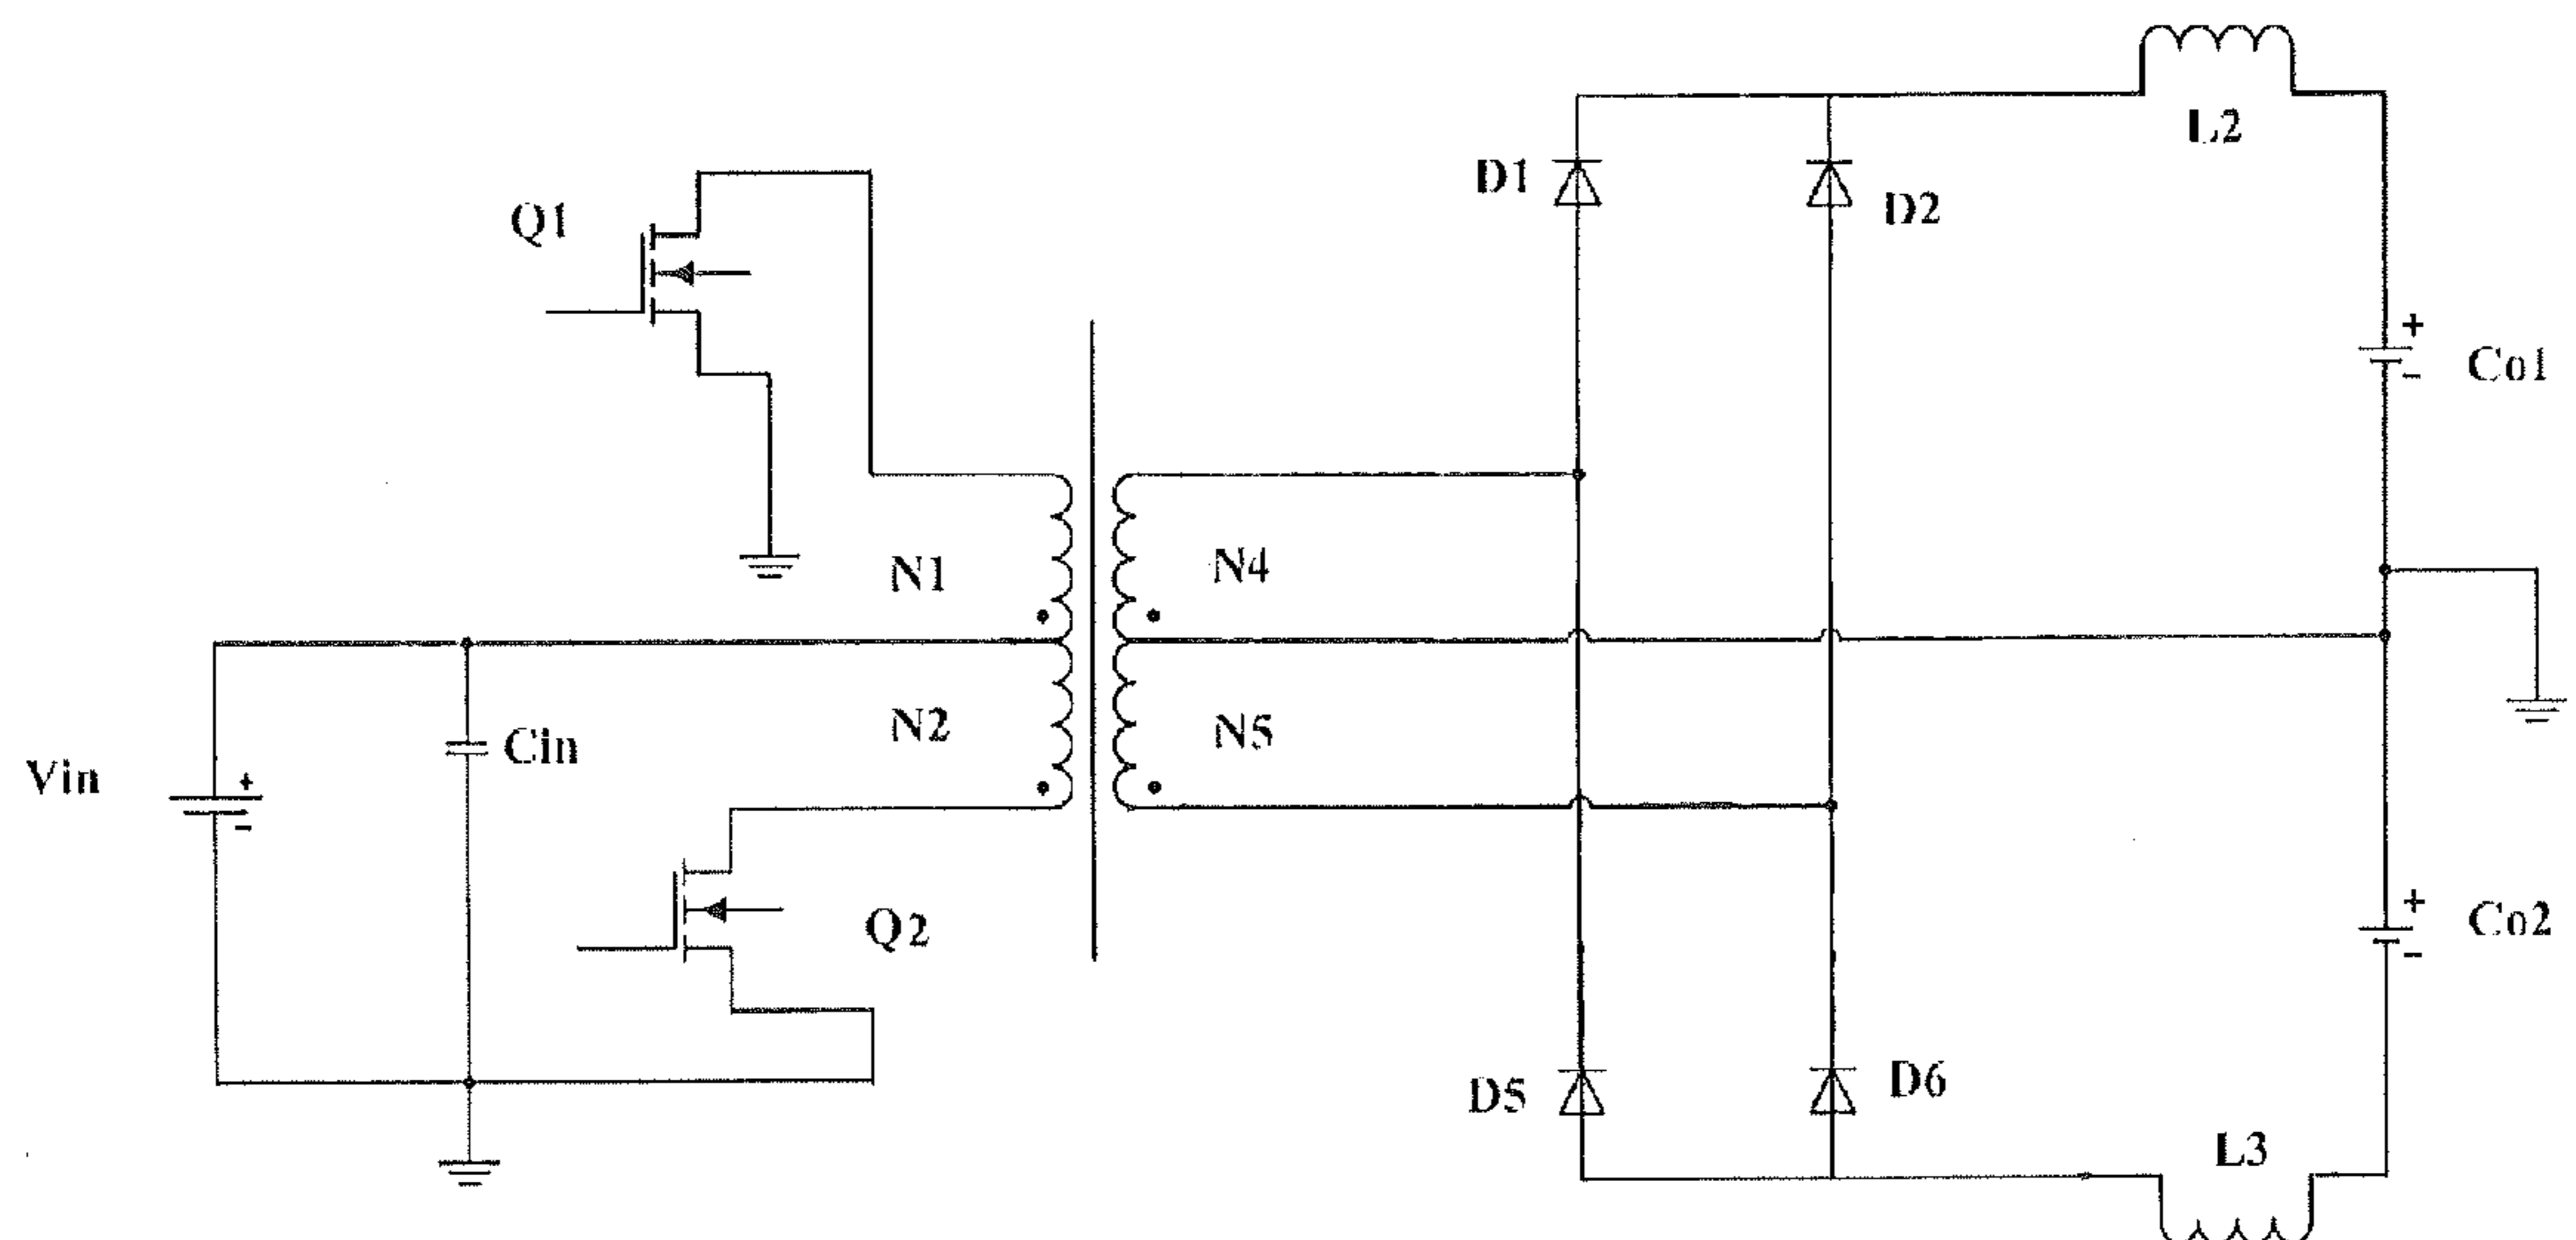 L2
D1
D2
Q1
+
Co1
-
N1
N4
N2
N5
Cin
Vin
+
-
+
Co2
-
Q2
D5
D6
L3